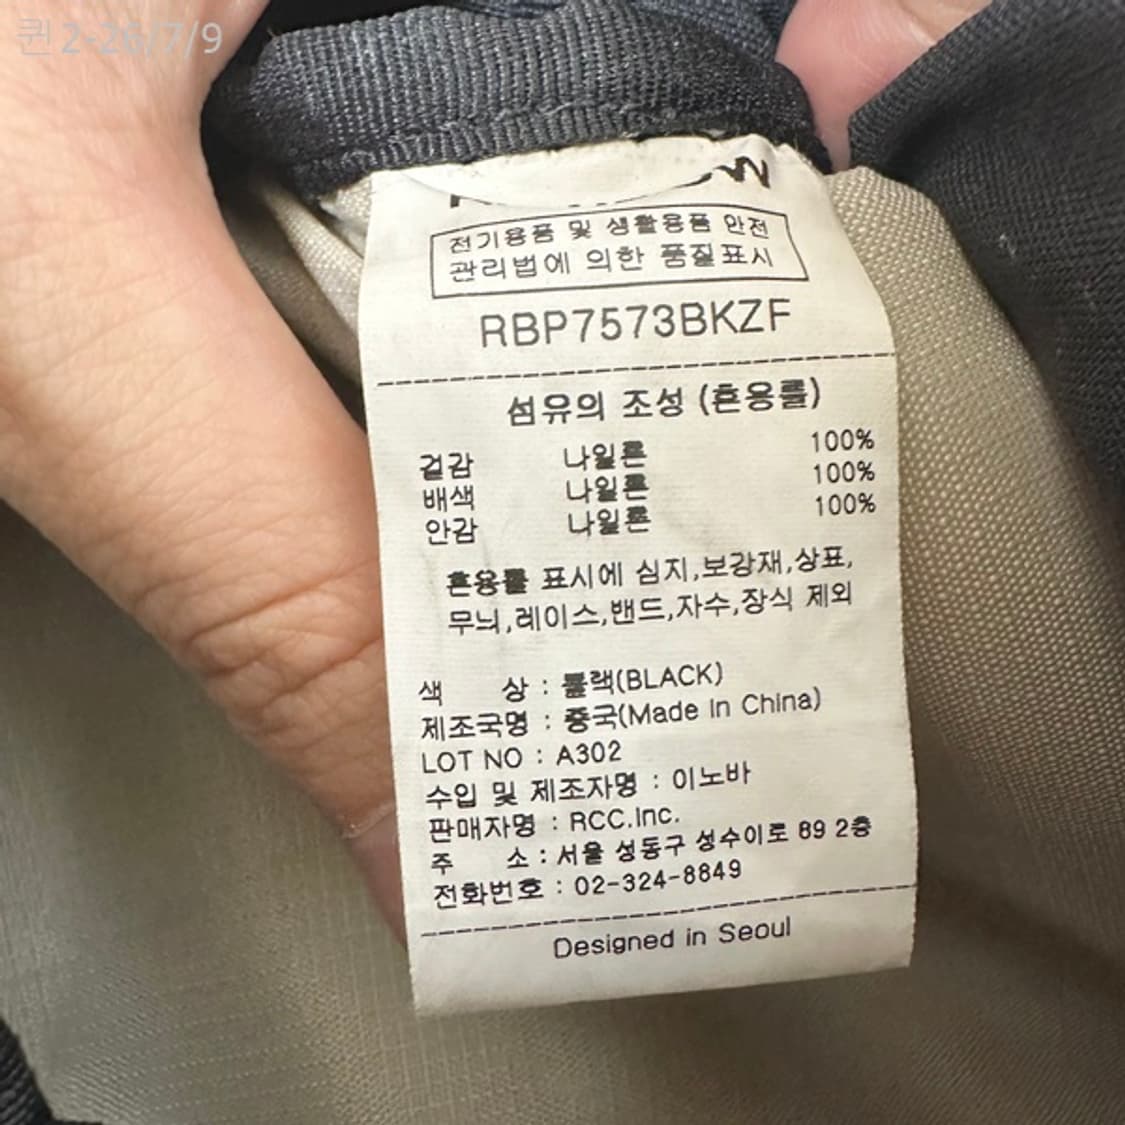 퀸 2-26/7/9
전기용품 및 생활용품 안전
관리법에 의한 품질표시
RBP7573BKZF
섬유의 조성 (혼용률)
겉감 나일론 100%
배색 나일론 100%
안감 나일론 100%
혼용률 표시에 심지,보강재,상표,
무늬,레이스,밴드,자수,장식 제외
색 상 : 블랙(BLACK)
제조국명 : 중국(Made in China)
LOT NO : A302
수입 및 제조자명 : 이노바
판매자명 : RCC.Inc.
주 소 : 서울 성동구 성수이로 89 2층
전화번호 : 02-324-8849
Designed in Seoul